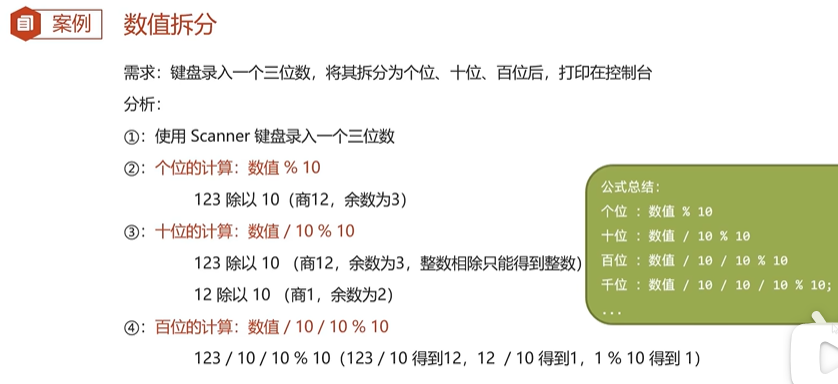 案例 数值拆分
需求：键盘录入一个三位数，将其拆分为个位、十位、百位后，打印在控制台
分析：
①：使用 Scanner 键盘录入一个三位数
②：个位的计算：数值 % 10
123 除以 10（商12，余数为3）
③：十位的计算：数值 / 10 % 10
123 除以 10 （商12，余数为3，整数相除只能得到整数）
12 除以 10 （商1，余数为2）
④：百位的计算：数值 / 10 / 10 % 10
123 / 10 / 10 % 10（123 / 10 得到12，12 / 10 得到1，1 % 10 得到 1）
公式总结：
个位 ：数值 % 10
十位 ：数值 / 10 % 10
百位 ：数值 / 10 / 10 % 10
千位 ：数值 / 10 / 10 / 10 % 10;
...